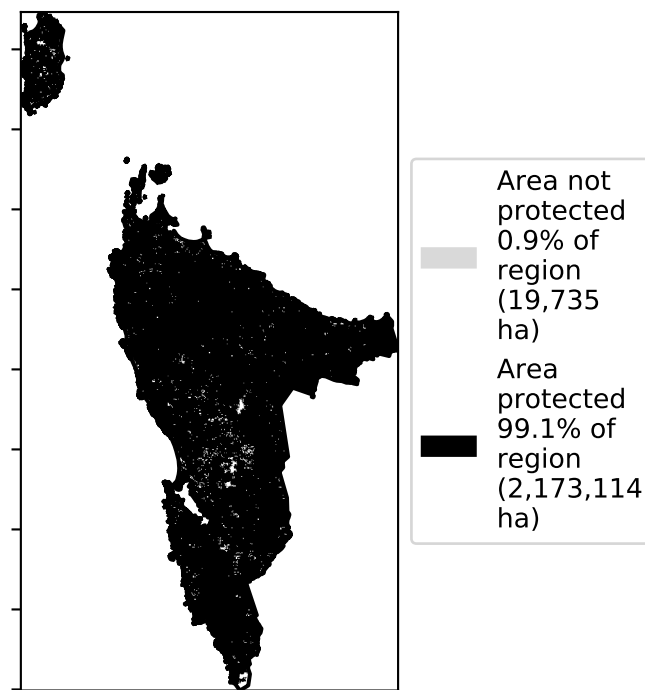 Area not
protected
0.9% of
region
(19,735
ha)
Area
protected
99.1% of
region
(2,173,114
ha)